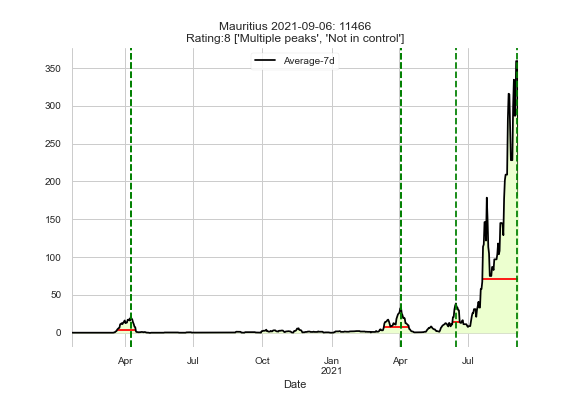 Mauritius 2021-09-06: 11466
Rating:8 ['Multiple peaks', 'Not in control']
Average-7d
350
300
250
200
150
100
50
0
Apr
Jul
Oct
Jan
2021
Apr
Jul
Date